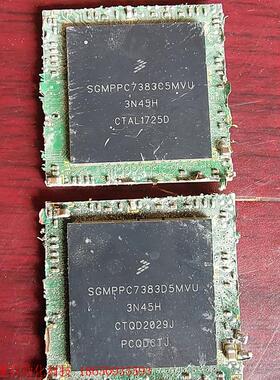 SGMPPC7383C5MVU
3N45H
CTAL1725D
SGMPPC7383D5MVU
3N45H
CTQD2029J
PCQDCTJ